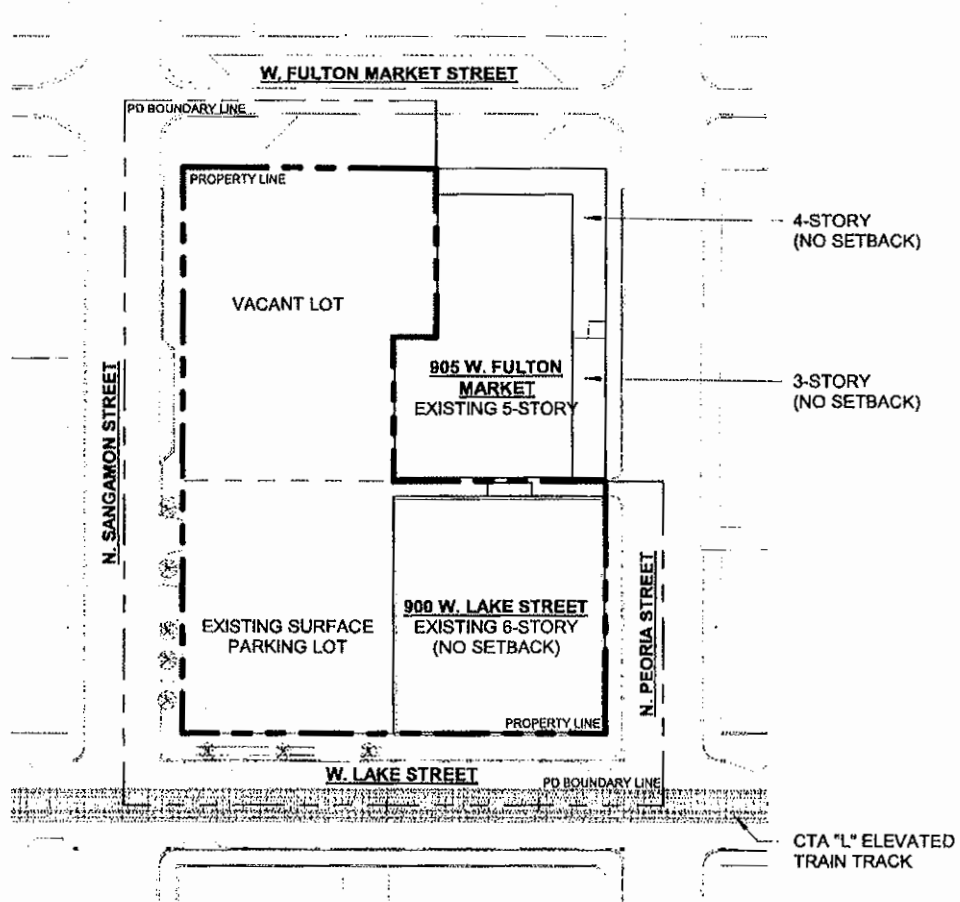 W. FULTON MARKET STREET
PD BOUNDARY LINE
PROPERTY LINE
4-STORY
(NO SETBACK)
VACANT LOT
905 W. FULTON
MARKET
EXISTING 5-STORY
3-STORY
(NO SETBACK)
N. SANGAMON STREET
EXISTING SURFACE
PARKING LOT
900 W. LAKE STREET
EXISTING 6-STORY
(NO SETBACK)
N. PEORIA STREET
PROPERTY LINE
W. LAKE STREET
PD BOUNDARY LINE
CTA "L" ELEVATED
TRAIN TRACK